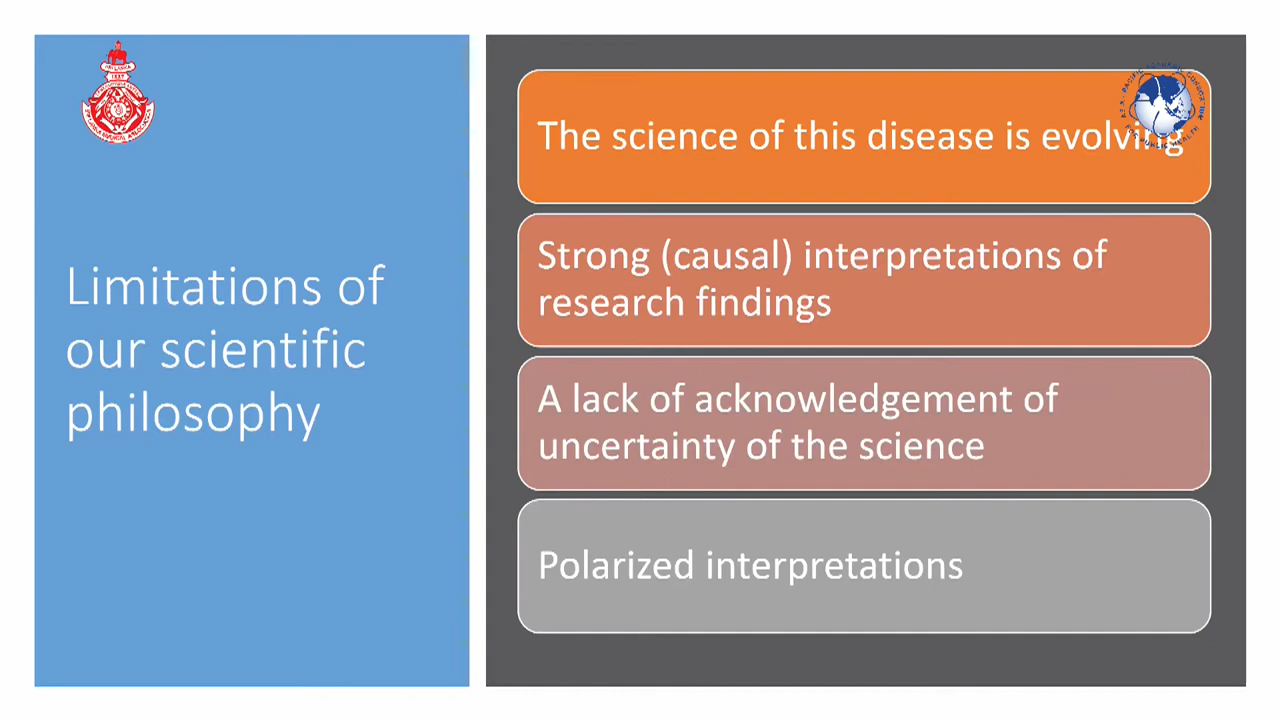 Limitations of
our scientific
philosophy
The science of this disease is evolving
Strong (causal) interpretations of
research findings
A lack of acknowledgement of
uncertainty of the science
Polarized interpretations